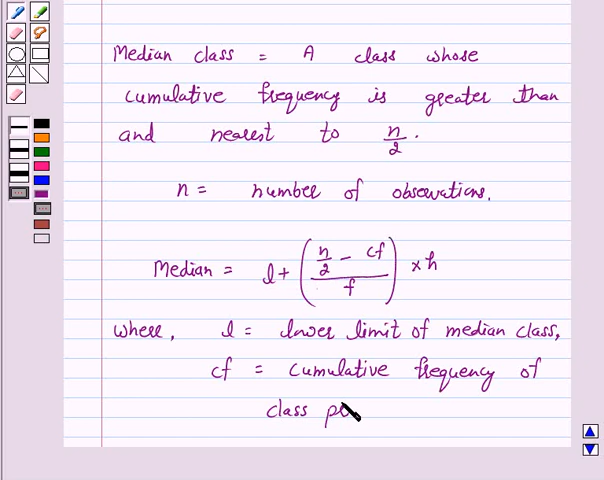 Median class = A class whose
cumulative frequency is greater than
and nearest to n/2.
n = number of observations.
Median = l + ((n/2 - cf)/f) × h
where, l = lower limit of median class,
cf = cumulative frequency of
class